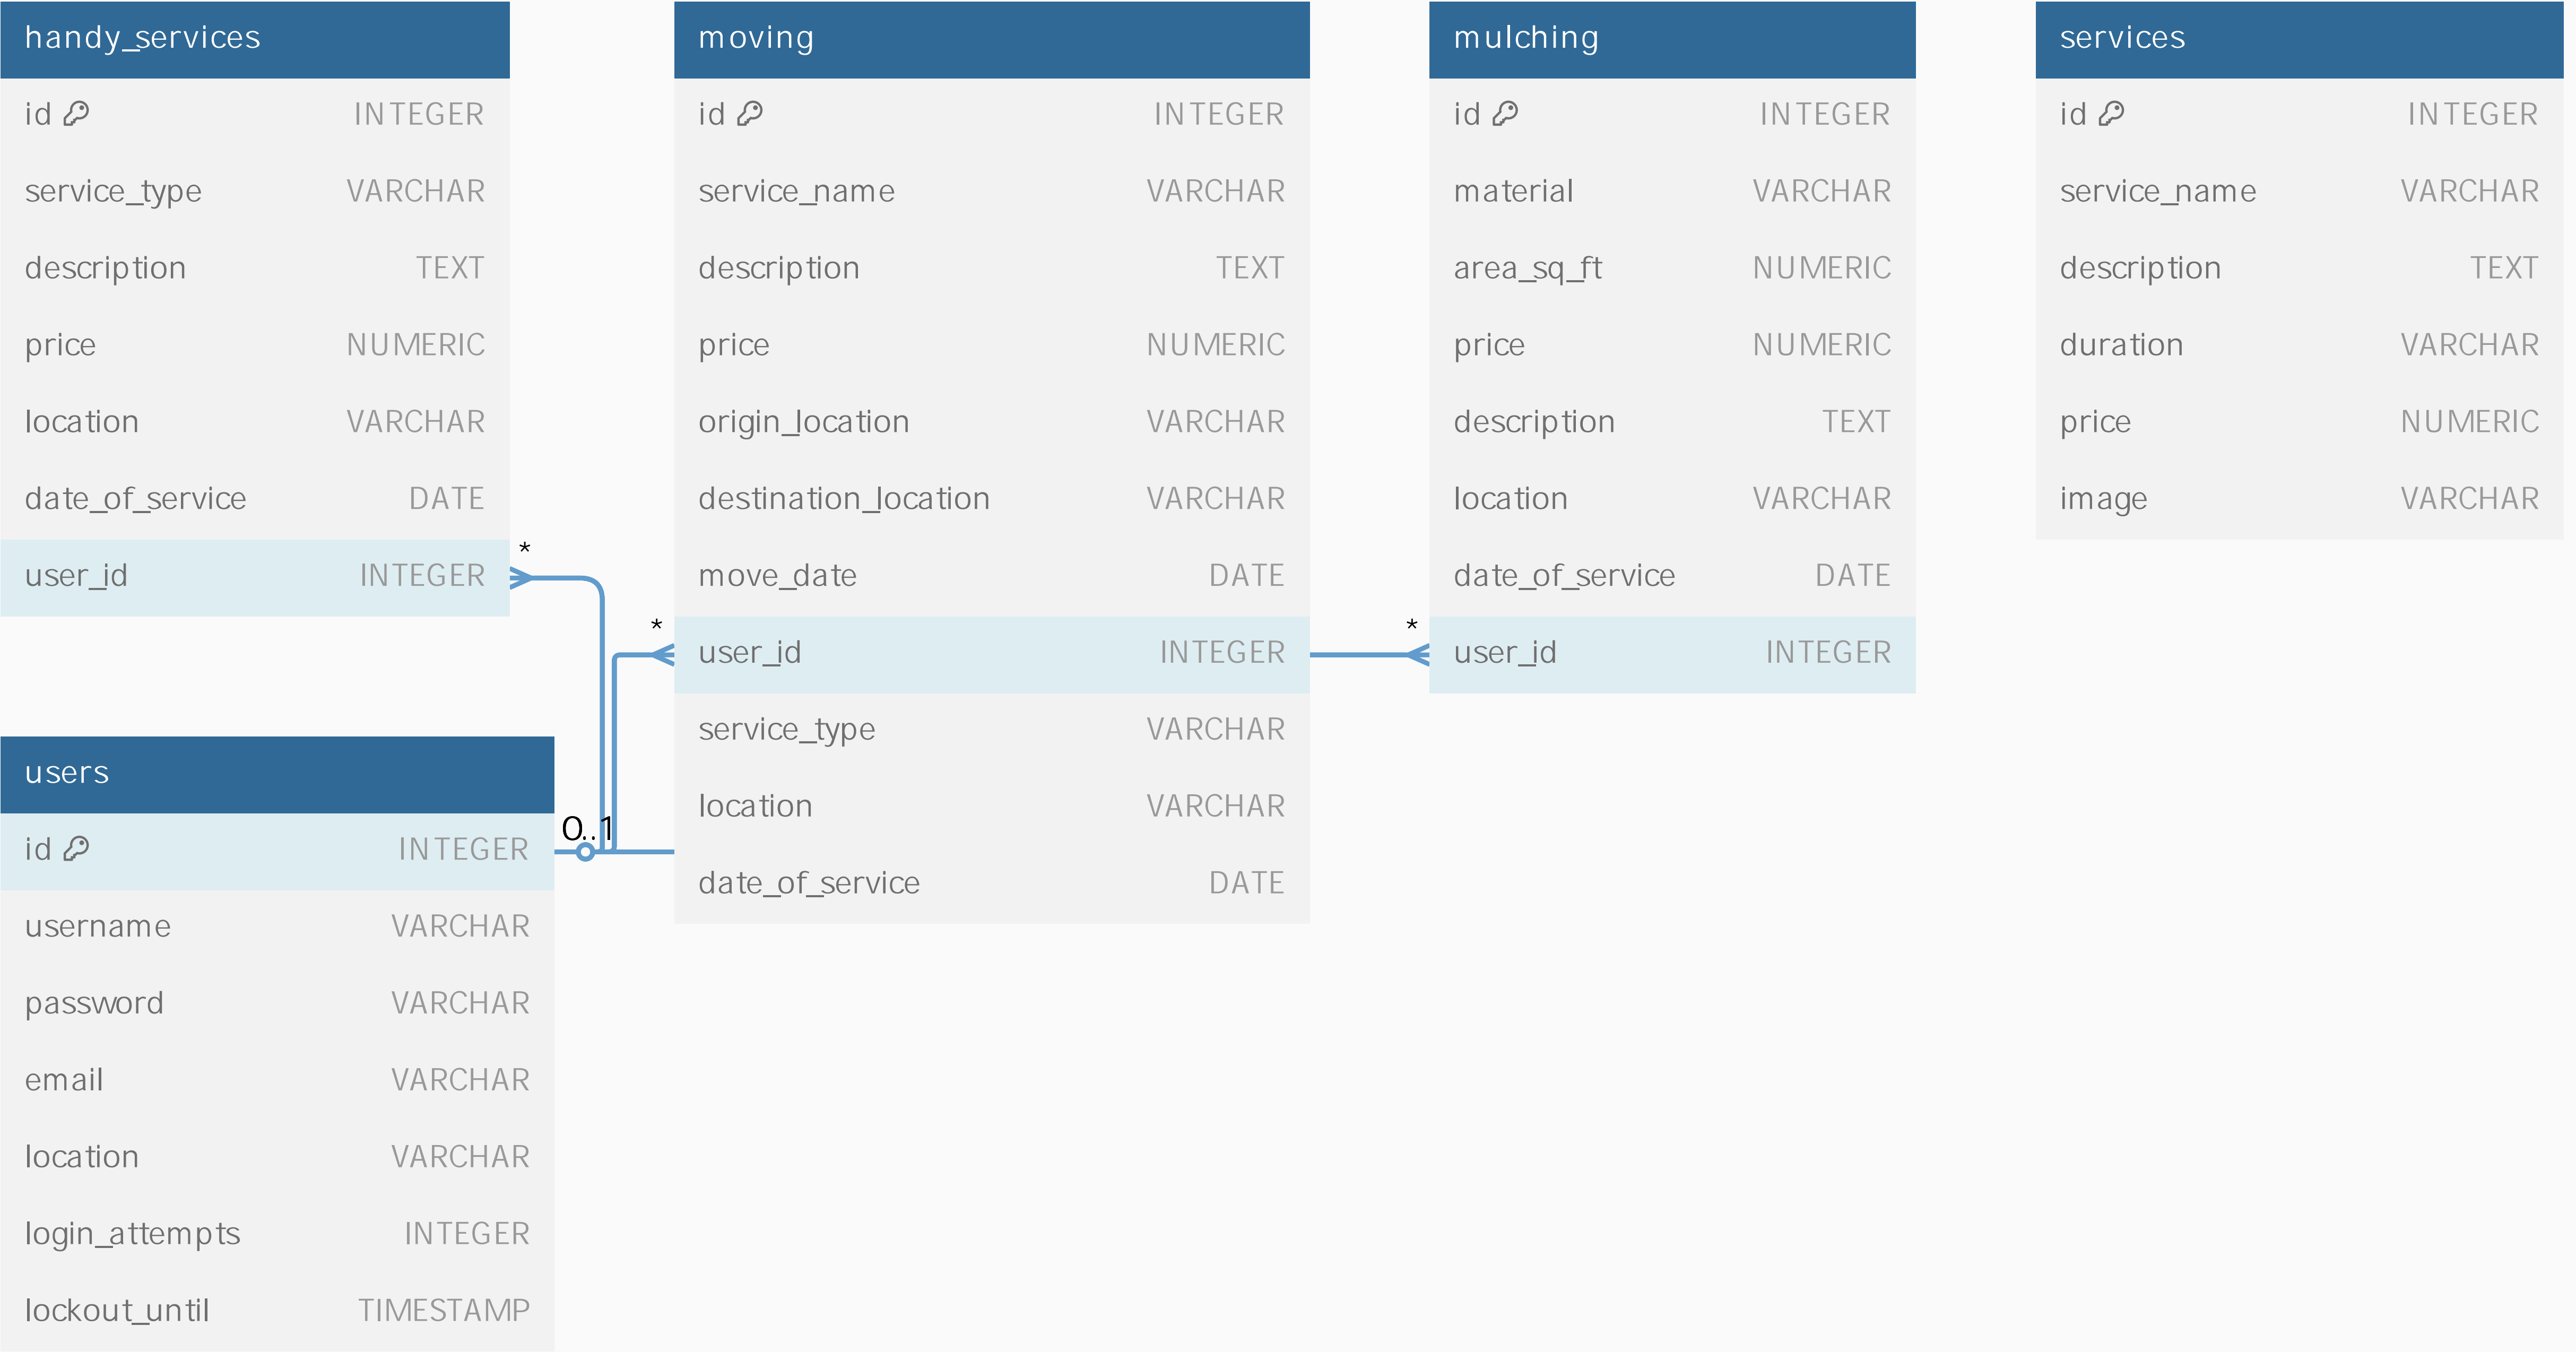 handy_services
id INTEGER
service_type VARCHAR
description TEXT
price NUMERIC
location VARCHAR
date_of_service DATE
user_id INTEGER
*
moving
id INTEGER
service_name VARCHAR
description TEXT
price NUMERIC
origin_location VARCHAR
destination_location VARCHAR
move_date DATE
*
user_id INTEGER
service_type VARCHAR
location VARCHAR
date_of_service DATE
mulching
id INTEGER
material VARCHAR
area_sq_ft NUMERIC
price NUMERIC
description TEXT
location VARCHAR
date_of_service DATE
*
user_id INTEGER
services
id INTEGER
service_name VARCHAR
description TEXT
duration VARCHAR
price NUMERIC
image VARCHAR
users
0..1
id INTEGER
username VARCHAR
password VARCHAR
email VARCHAR
location VARCHAR
login_attempts INTEGER
lockout_until TIMESTAMP